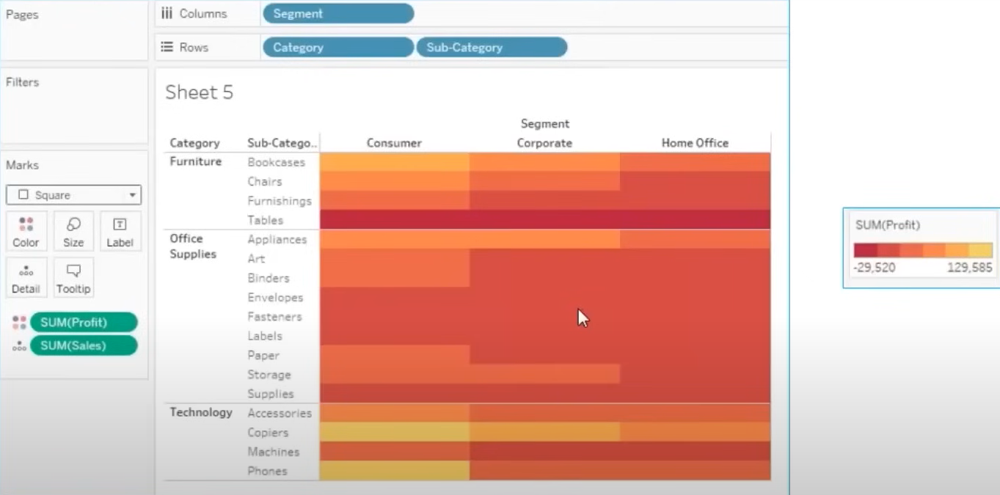 Pages
Columns
Segment
Rows
Category
Sub-Category
Filters
Sheet 5
Segment
Category
Sub-Catego..
Consumer
Corporate
Home Office
Marks
Square
Color
Size
Label
Detail
Tooltip
SUM(Profit)
SUM(Sales)
Furniture
Bookcases
Chairs
Furnishings
Tables
Office
Supplies
Appliances
Art
Binders
Envelopes
Fasteners
Labels
Paper
Storage
Supplies
Technology
Accessories
Copiers
Machines
Phones
SUM(Profit)
-29,520
129,585